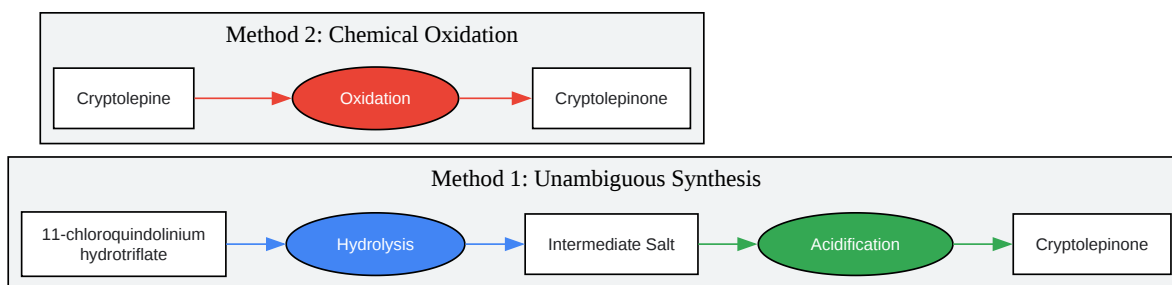 Method 2: Chemical Oxidation
Cryptolepine
Oxidation
Cryptolepinone
Method 1: Unambiguous Synthesis
11-chloroquindolinium
hydrotriflate
Hydrolysis
Intermediate Salt
Acidification
Cryptolepinone